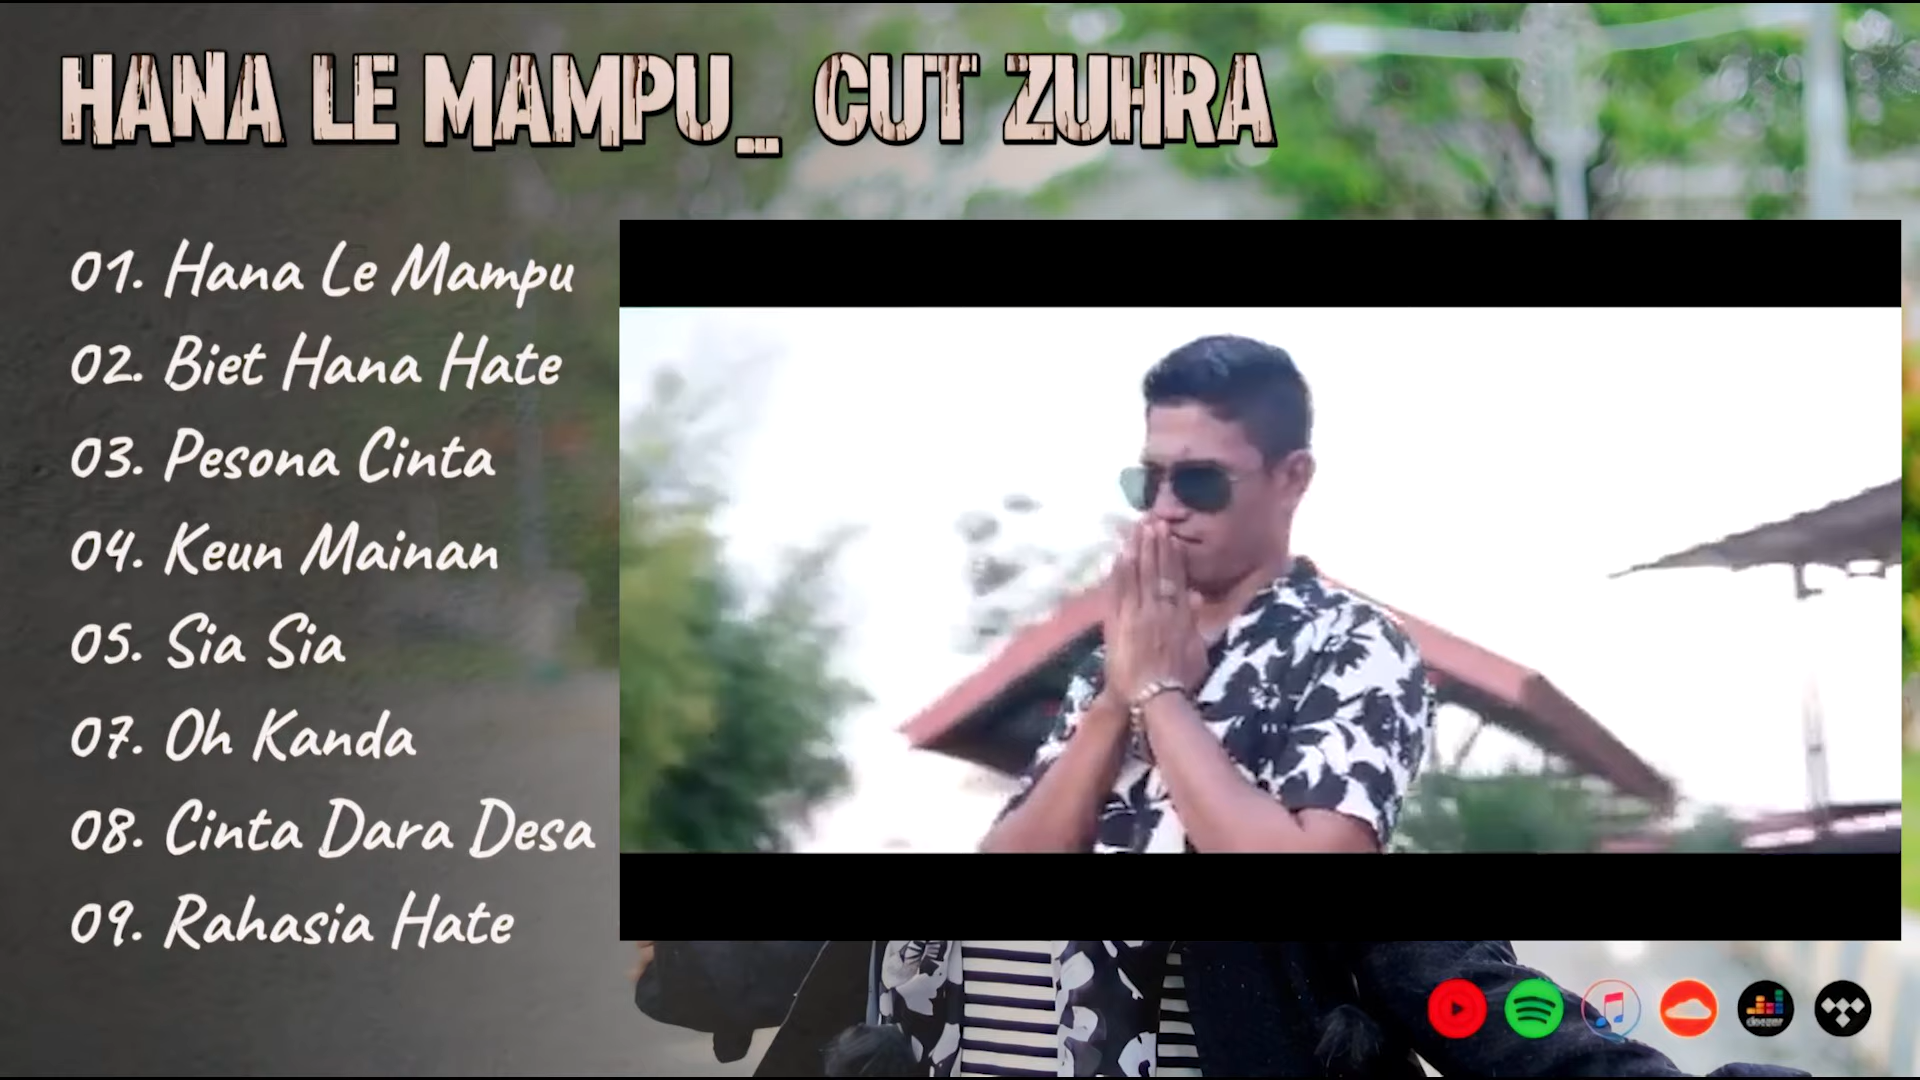 HANA LE MAMPU_ CUT ZUHRA
01. Hana Le Mampu
02. Biet Hana Hate
03. Pesona Cinta
04. Keun Mainan
05. Sia Sia
07. Oh Kanda
08. Cinta Dara Desa
09. Rahasia Hate
deezer